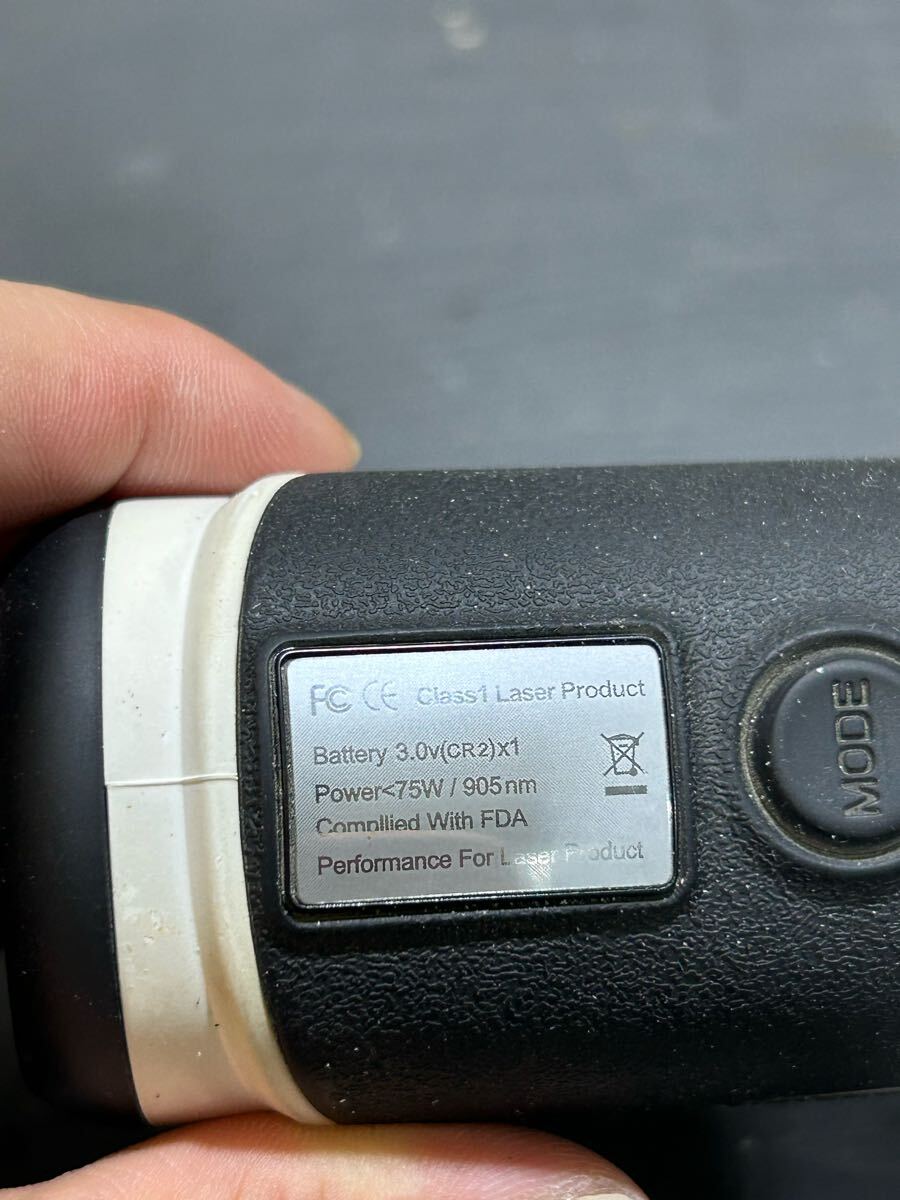 FC CE Class1 Laser Product
Battery 3.0v(CR2)x1
Power<75W / 905nm
Compllied With FDA
Performance For Laser Product
MODE